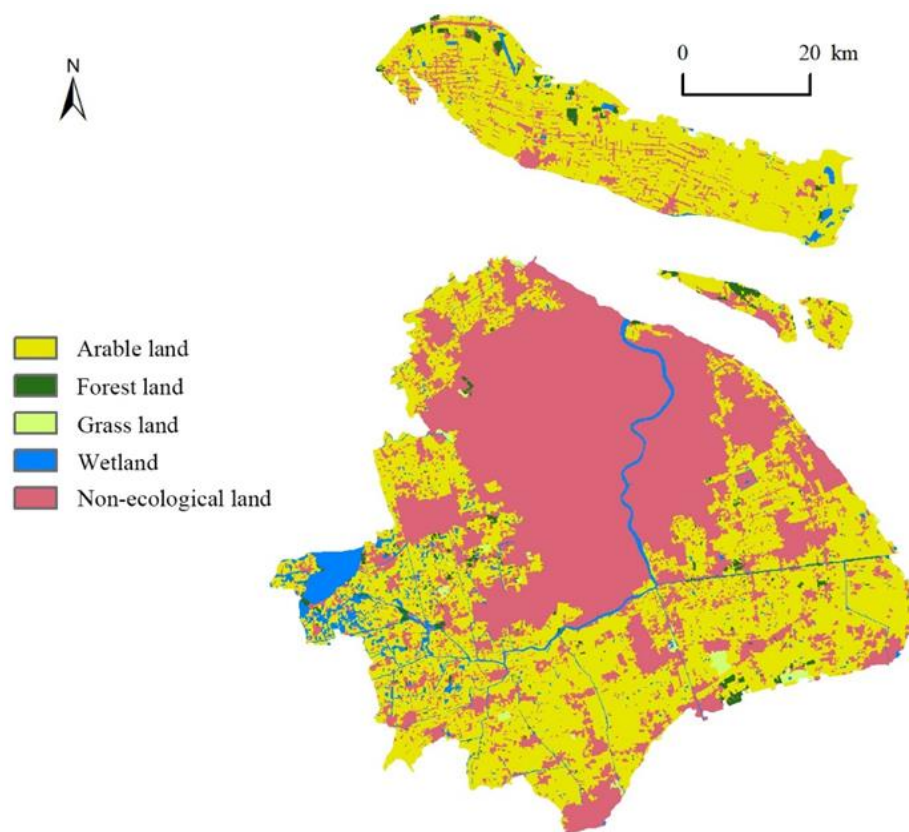 N
0 20 km
Arable land
Forest land
Grass land
Wetland
Non-ecological land